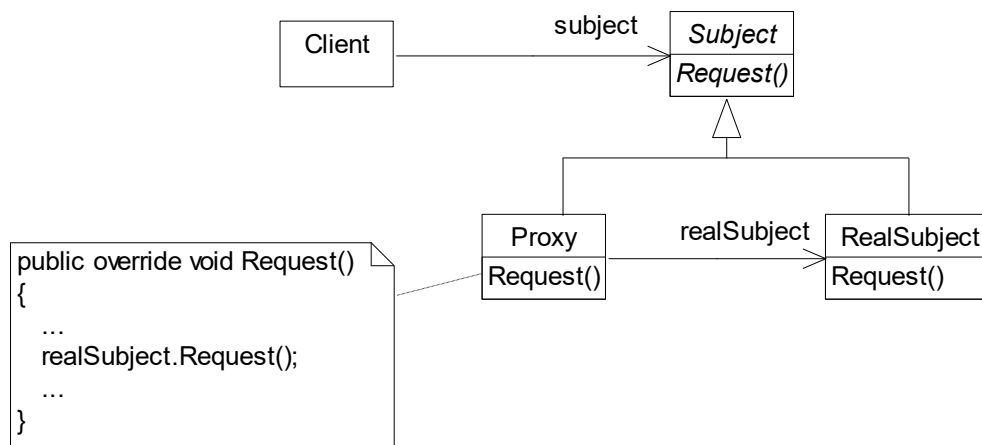 Client
subject
Subject
Request()
Proxy
Request()
realSubject
RealSubject
Request()
public override void Request()
{
...
realSubject.Request();
...
}